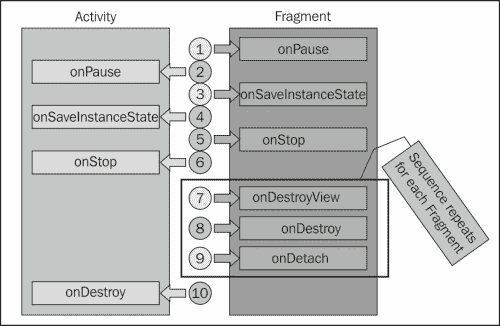 Activity
Fragment
1
onPause
onPause
2
3
onSaveInstanceState
onSaveInstanceState
4
5
onStop
onStop
6
Sequence repeats
for each Fragment
7
onDestroyView
8
onDestroy
9
onDetach
onDestroy
10